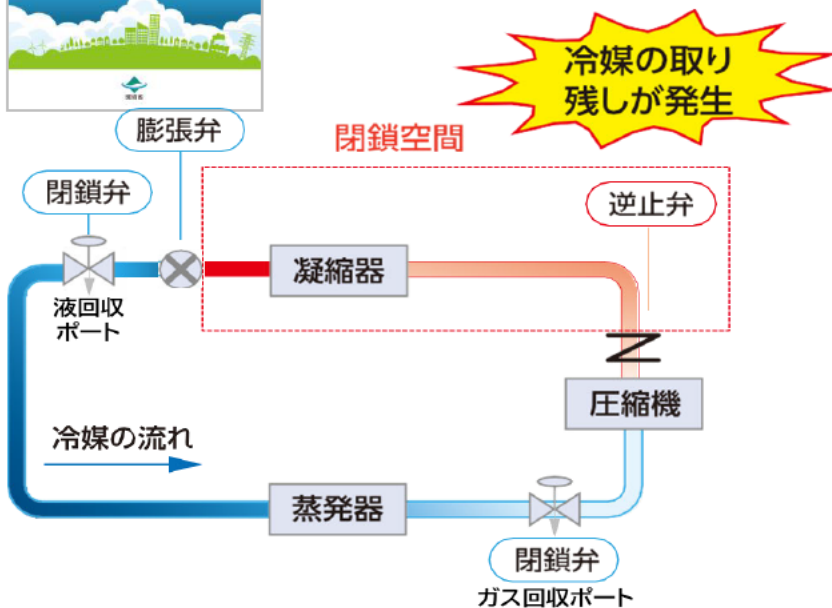 冷媒の取り
残しが発生
膨張弁
閉鎖空間
閉鎖弁
逆止弁
凝縮器
液回収
ポート
圧縮機
冷媒の流れ
蒸発器
閉鎖弁
ガス回収ポート